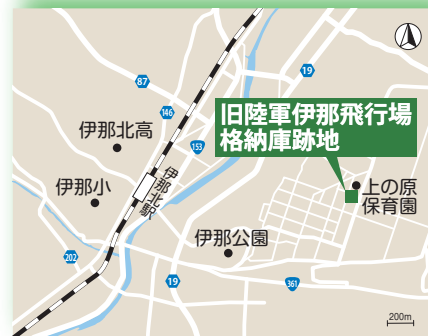 87
19
146
旧陸軍伊那飛行場
格納庫跡地
伊那北高
153
伊那北駅
上の原
保育園
伊那小
伊那公園
202
19
361
200m